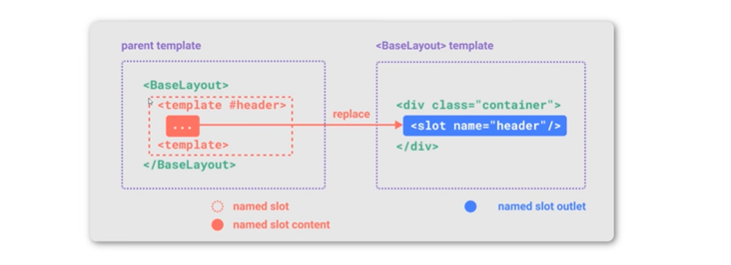 parent template
<BaseLayout>
<template #header>
...
<template>
</BaseLayout>
replace
<BaseLayout> template
<div class="container">
<slot name="header"/>
</div>
named slot
named slot content
named slot outlet